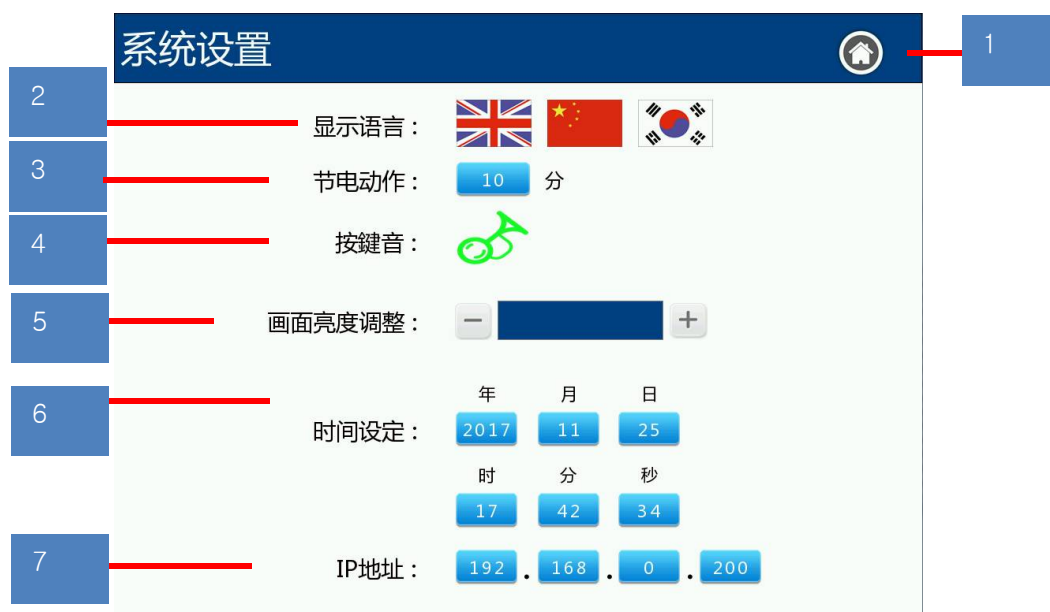 系统设置
1
2
显示语言：
3
节电动作： 10 分
4
按鍵音：
5
画面亮度调整： − +
6
年 月 日
时间设定： 2017 11 25
时 分 秒
17 42 34
7
IP地址： 192 . 168 . 0 . 200